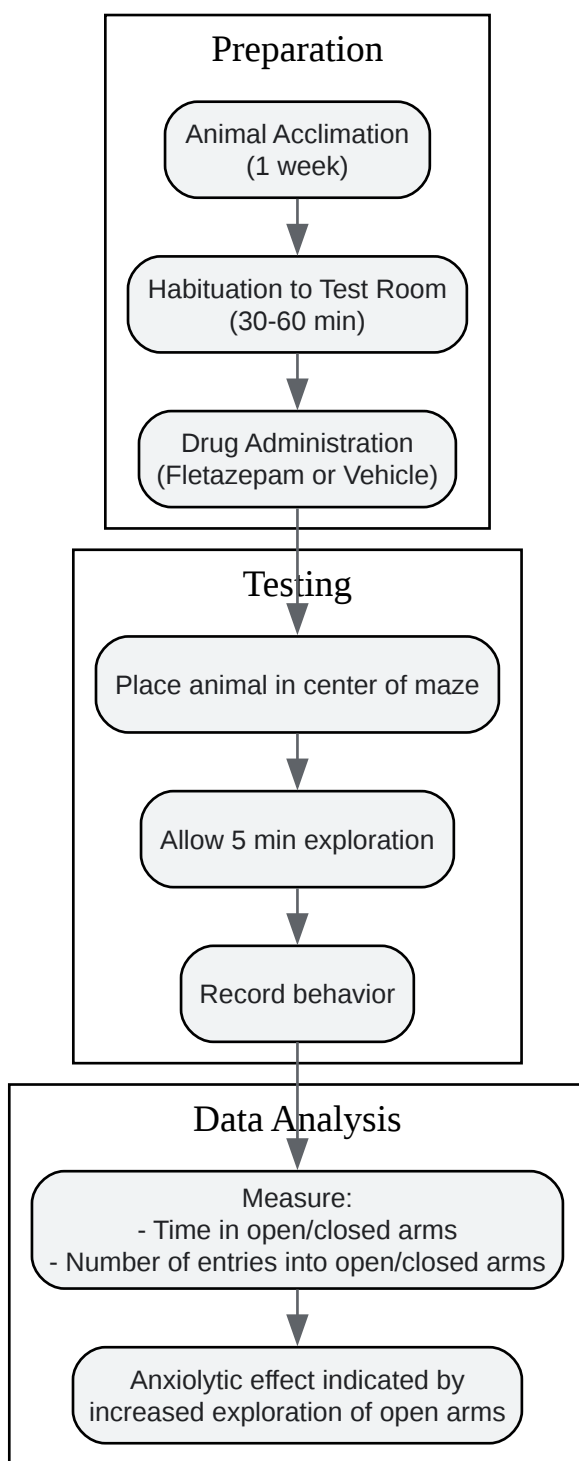 Preparation
Animal Acclimation
(1 week)
Habituation to Test Room
(30-60 min)
Drug Administration
(Fletazepam or Vehicle)
Testing
Place animal in center of maze
Allow 5 min exploration
Record behavior
Data Analysis
Measure:
- Time in open/closed arms
- Number of entries into open/closed arms
Anxiolytic effect indicated by
increased exploration of open arms